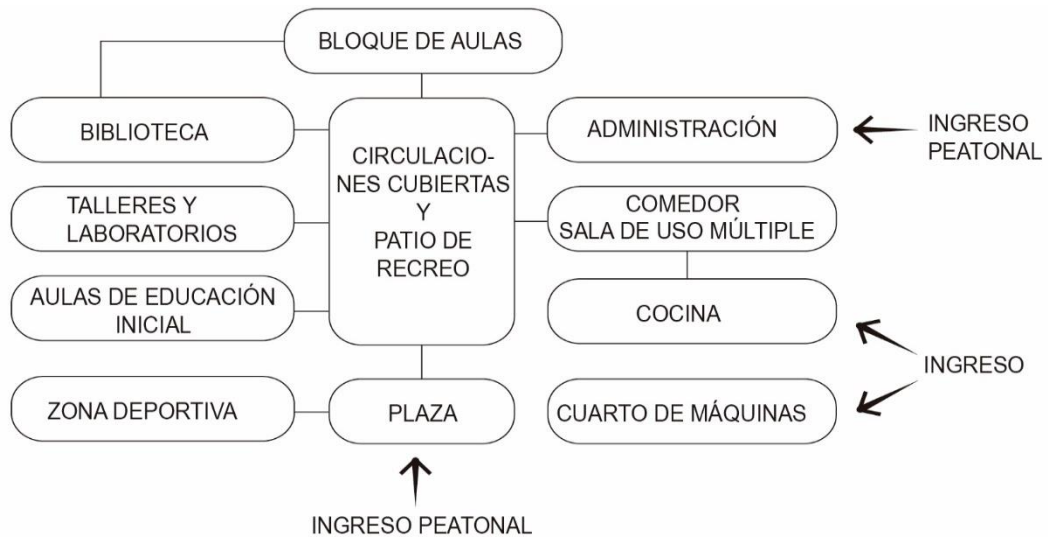 BLOQUE DE AULAS
BIBLIOTECA
CIRCULACIO-
NES CUBIERTAS
Y
PATIO DE
RECREO
ADMINISTRACIÓN
INGRESO
PEATONAL
TALLERES Y
LABORATORIOS
COMEDOR
SALA DE USO MÚLTIPLE
AULAS DE EDUCACIÓN
INICIAL
COCINA
INGRESO
ZONA DEPORTIVA
PLAZA
CUARTO DE MÁQUINAS
INGRESO PEATONAL